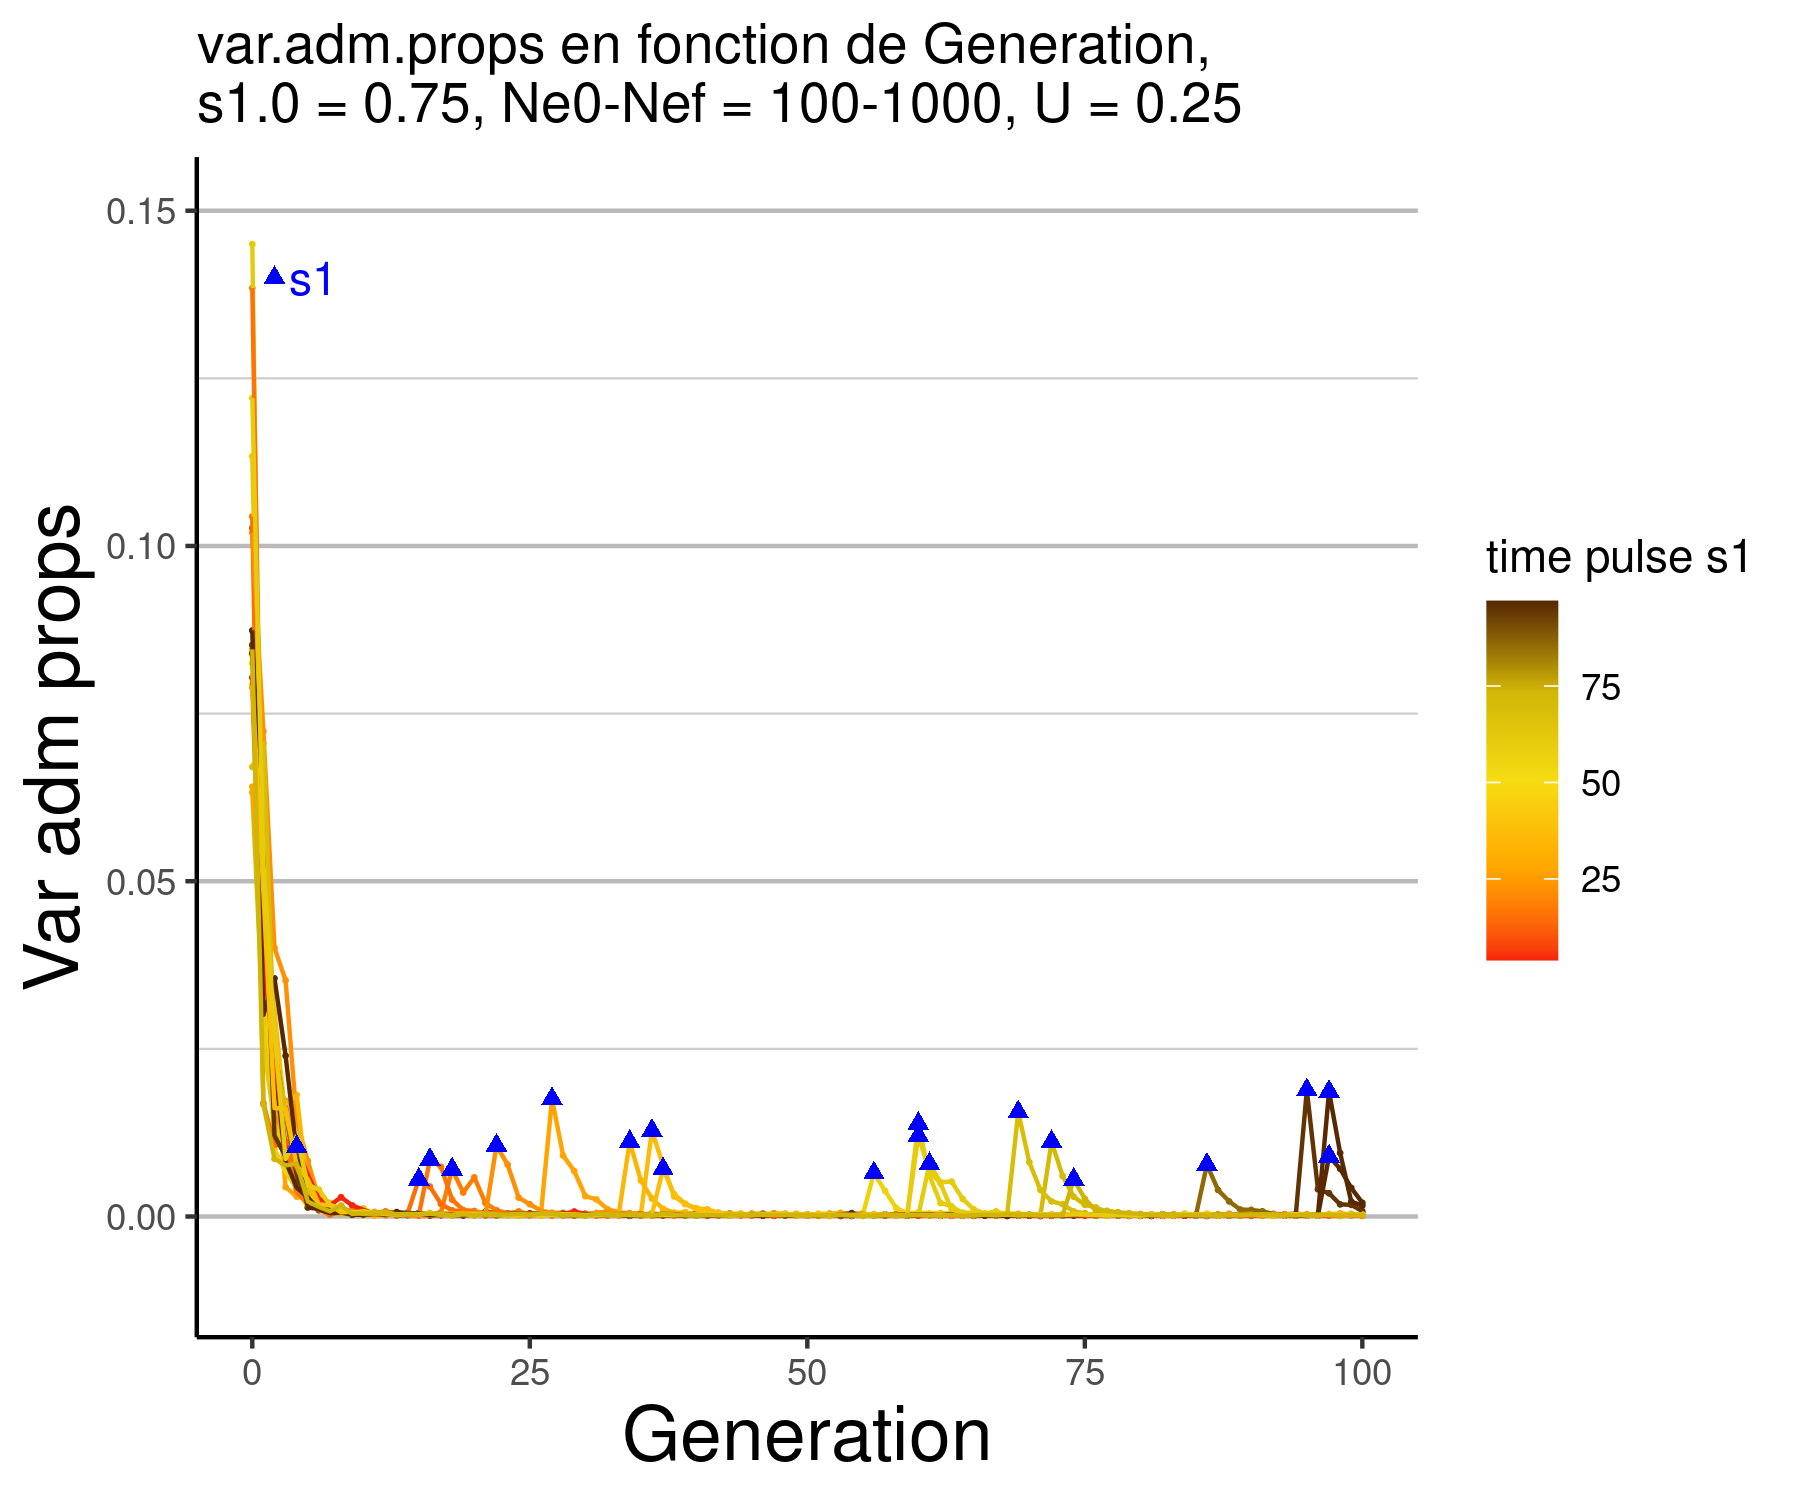 var.adm.props en fonction de Generation,
s1.0 = 0.75, Ne0-Nef = 100-1000, U = 0.25
Var adm props
0.15
0.10
0.05
0.00
s1
0
25
50
75
100
Generation
time pulse s1
75
50
25